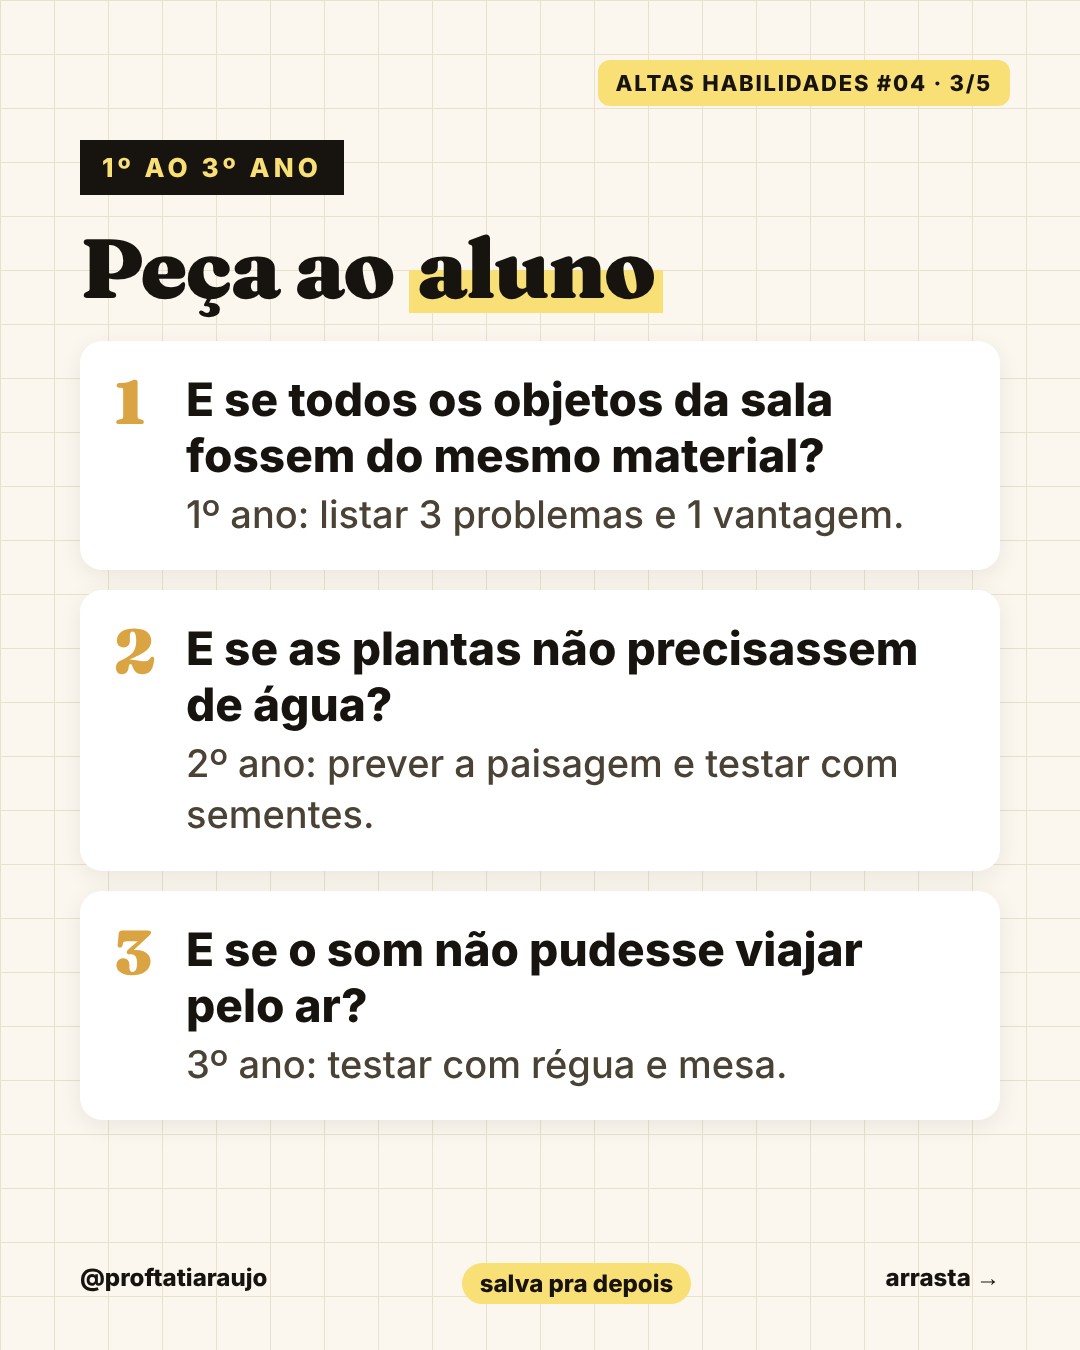 ALTAS HABILIDADES #04 · 3/5
1º AO 3º ANO
Peça ao aluno
1
E se todos os objetos da sala
fossem do mesmo material?
1º ano: listar 3 problemas e 1 vantagem.
2
E se as plantas não precisassem
de água?
2º ano: prever a paisagem e testar com
sementes.
3
E se o som não pudesse viajar
pelo ar?
3º ano: testar com régua e mesa.
@proftatiaraujo
salva pra depois
arrasta →